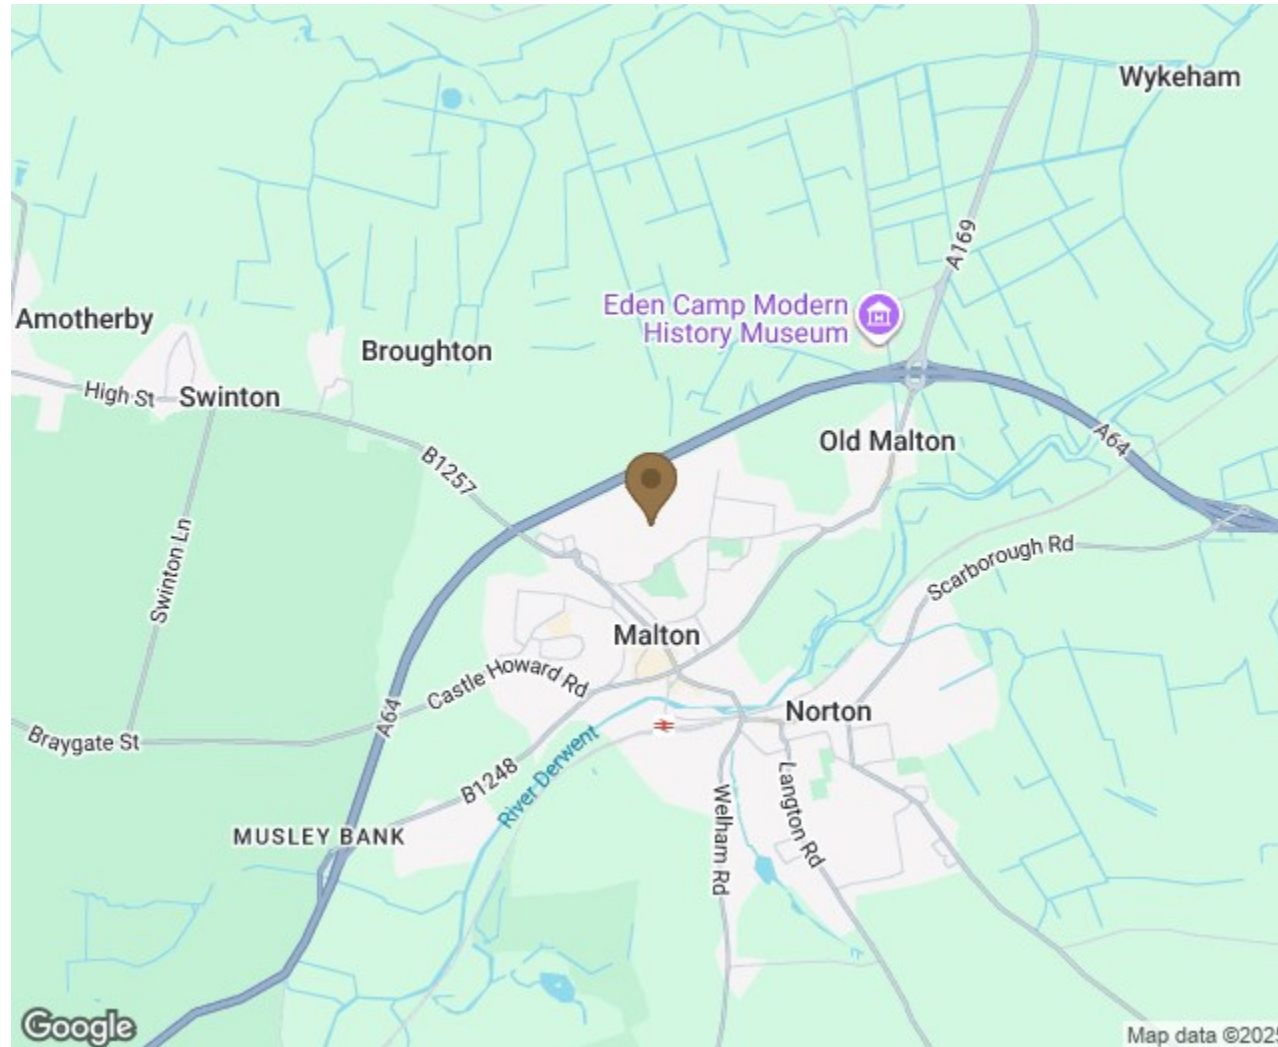 Wykeham
A169
Eden Camp Modern
History Museum
Amotherby
Broughton
High St
Swinton
B1257
Old Malton
A64
Swinton Ln
Scarborough Rd
Malton
Castle Howard Rd
A64
Norton
Braygate St
River Derwent
B1248
Langton Rd
Welham Rd
MUSLEY BANK
Google
Map data ©2025